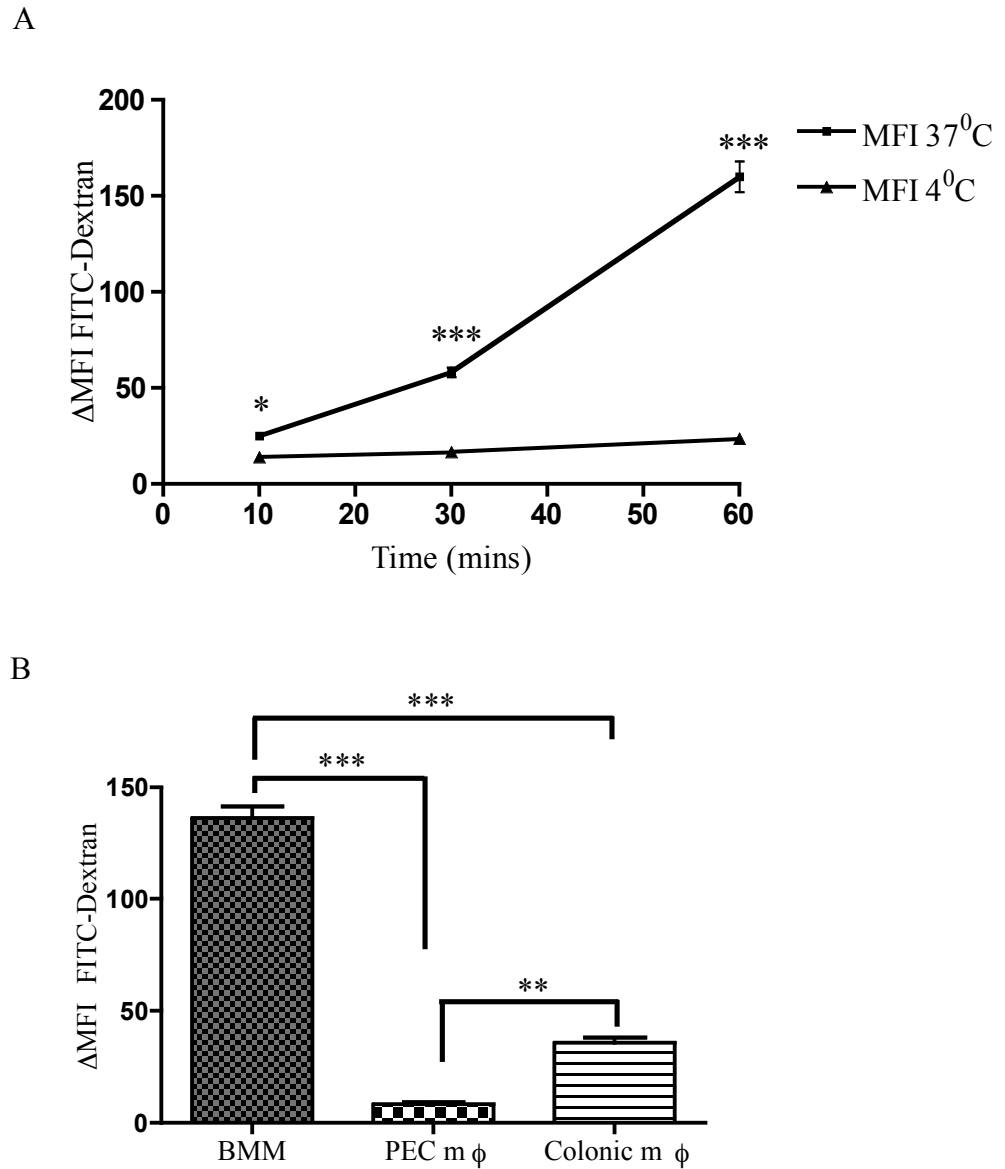 A
200
150
100
50
0
ΔMFI FITC-Dextran
*
***
***
MFI 37⁰C
MFI 4⁰C
0 10 20 30 40 50 60
Time (mins)
B
***
***
**
150
100
50
0
ΔMFI FITC-Dextran
BMM PEC m ϕ Colonic m ϕ